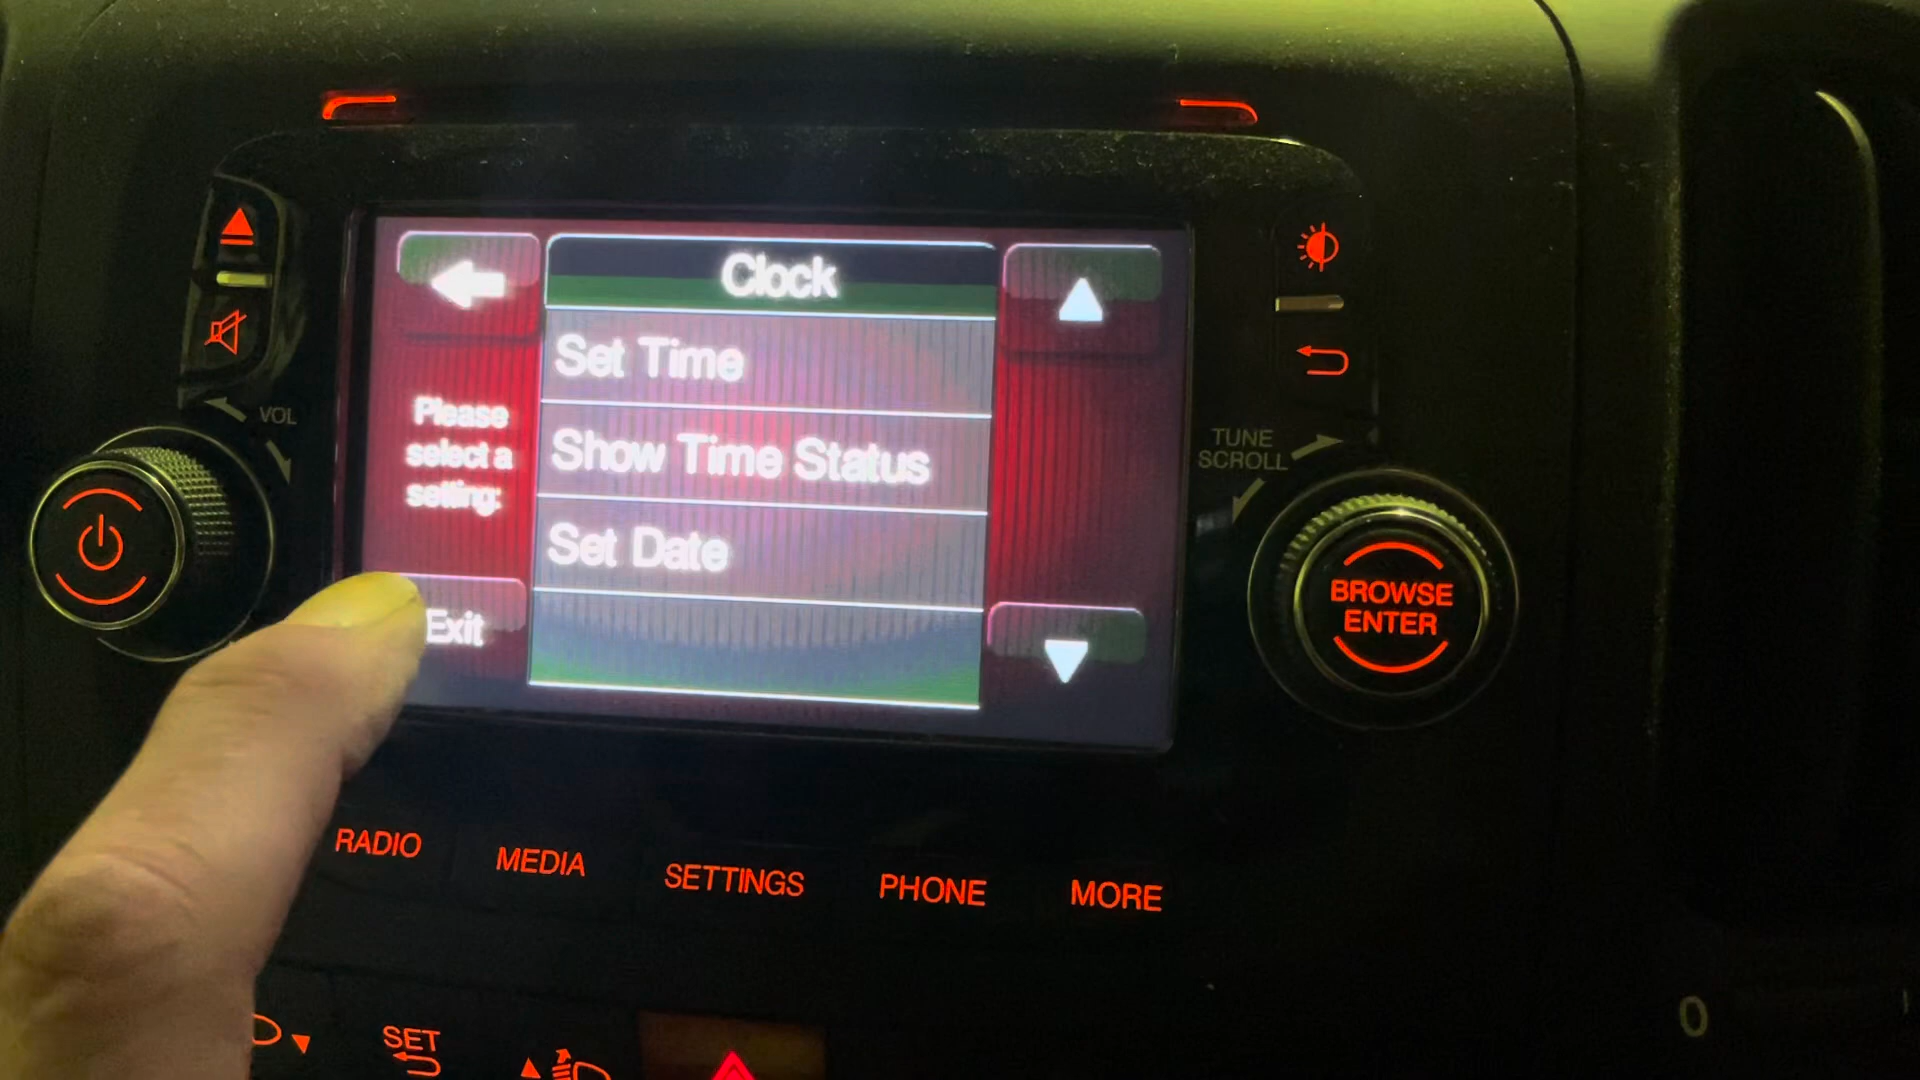 Clock
Set Time
Please
select a
setting:
Show Time Status
Set Date
Exit
VOL
TUNE
SCROLL
BROWSE
ENTER
RADIO
MEDIA
SETTINGS
PHONE
MORE
SET
0